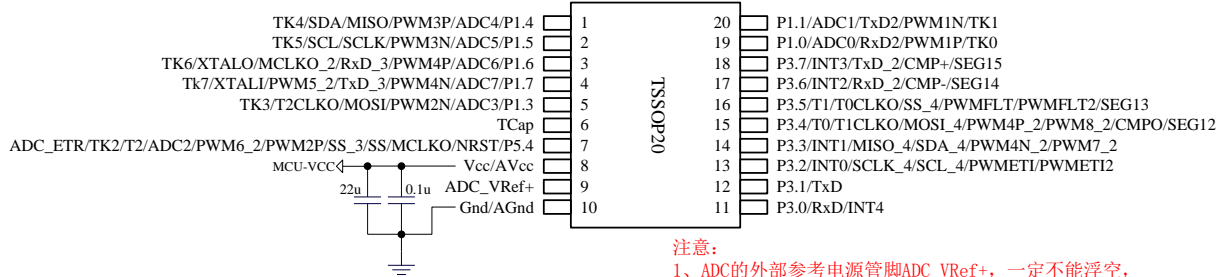 TK4/SDA/MISO/PWM3P/ADC4/P1.4 1
TK5/SCL/SCLK/PWM3N/ADC5/P1.5 2
TK6/XTALO/MCLKO_2/RxD_3/PWM4P/ADC6/P1.6 3
Tk7/XTALI/PWM5_2/TxD_3/PWM4N/ADC7/P1.7 4
TK3/T2CLKO/MOSI/PWM2N/ADC3/P1.3 5
TCap 6
ADC_ETR/TK2/T2/ADC2/PWM6_2/PWM2P/SS_3/SS/MCLKO/NRST/P5.4 7
MCU-VCC Vcc/AVcc 8
22u 0.1u ADC_VRef+ 9
Gnd/AGnd 10
TSSOP20
20 P1.1/ADC1/TxD2/PWM1N/TK1
19 P1.0/ADC0/RxD2/PWM1P/TK0
18 P3.7/INT3/TxD_2/CMP+/SEG15
17 P3.6/INT2/RxD_2/CMP-/SEG14
16 P3.5/T1/T0CLKO/SS_4/PWMFLT/PWMFLT2/SEG13
15 P3.4/T0/T1CLKO/MOSI_4/PWM4P_2/PWM8_2/CMPO/SEG12
14 P3.3/INT1/MISO_4/SDA_4/PWM4N_2/PWM7_2
13 P3.2/INT0/SCLK_4/SCL_4/PWMETI/PWMETI2
12 P3.1/TxD
11 P3.0/RxD/INT4
注意：
1、ADC的外部参考电源管脚ADC_VRef+，一定不能浮空，